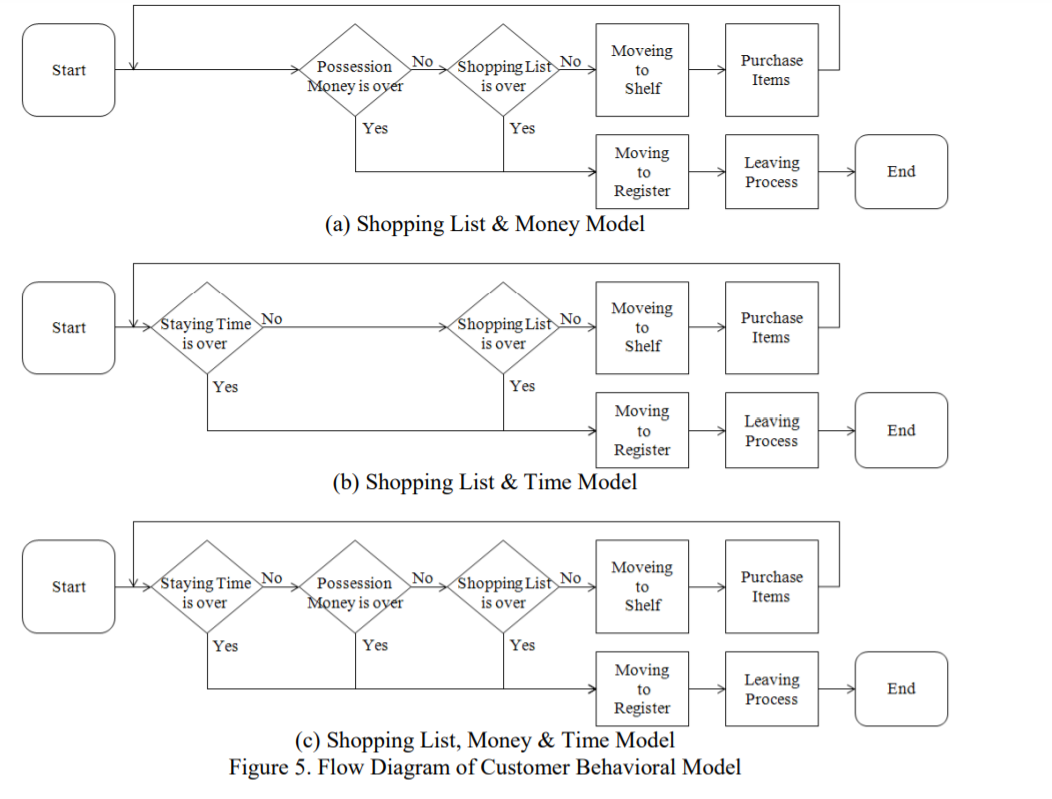 Start
Possession
Money is over
No
Shopping List
is over
No
Moveing
to
Shelf
Purchase
Items
Yes
Yes
Moving
to
Register
Leaving
Process
End
(a) Shopping List & Money Model
Start
Staying Time
is over
No
Shopping List
is over
No
Moveing
to
Shelf
Purchase
Items
Yes
Yes
Moving
to
Register
Leaving
Process
End
(b) Shopping List & Time Model
Start
Staying Time
is over
No
Possession
Money is over
No
Shopping List
is over
No
Moveing
to
Shelf
Purchase
Items
Yes
Yes
Yes
Moving
to
Register
Leaving
Process
End
(c) Shopping List, Money & Time Model
Figure 5. Flow Diagram of Customer Behavioral Model